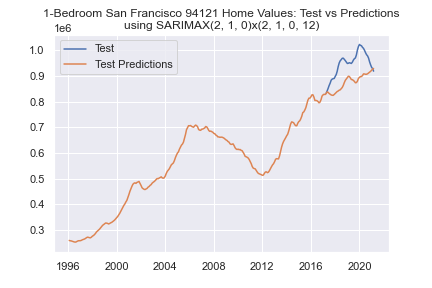 1-Bedroom San Francisco 94121 Home Values: Test vs Predictions
using SARIMAX(2, 1, 0)x(2, 1, 0, 12)
1e6
Test
Test Predictions
1.0
0.9
0.8
0.7
0.6
0.5
0.4
0.3
1996 2000 2004 2008 2012 2016 2020